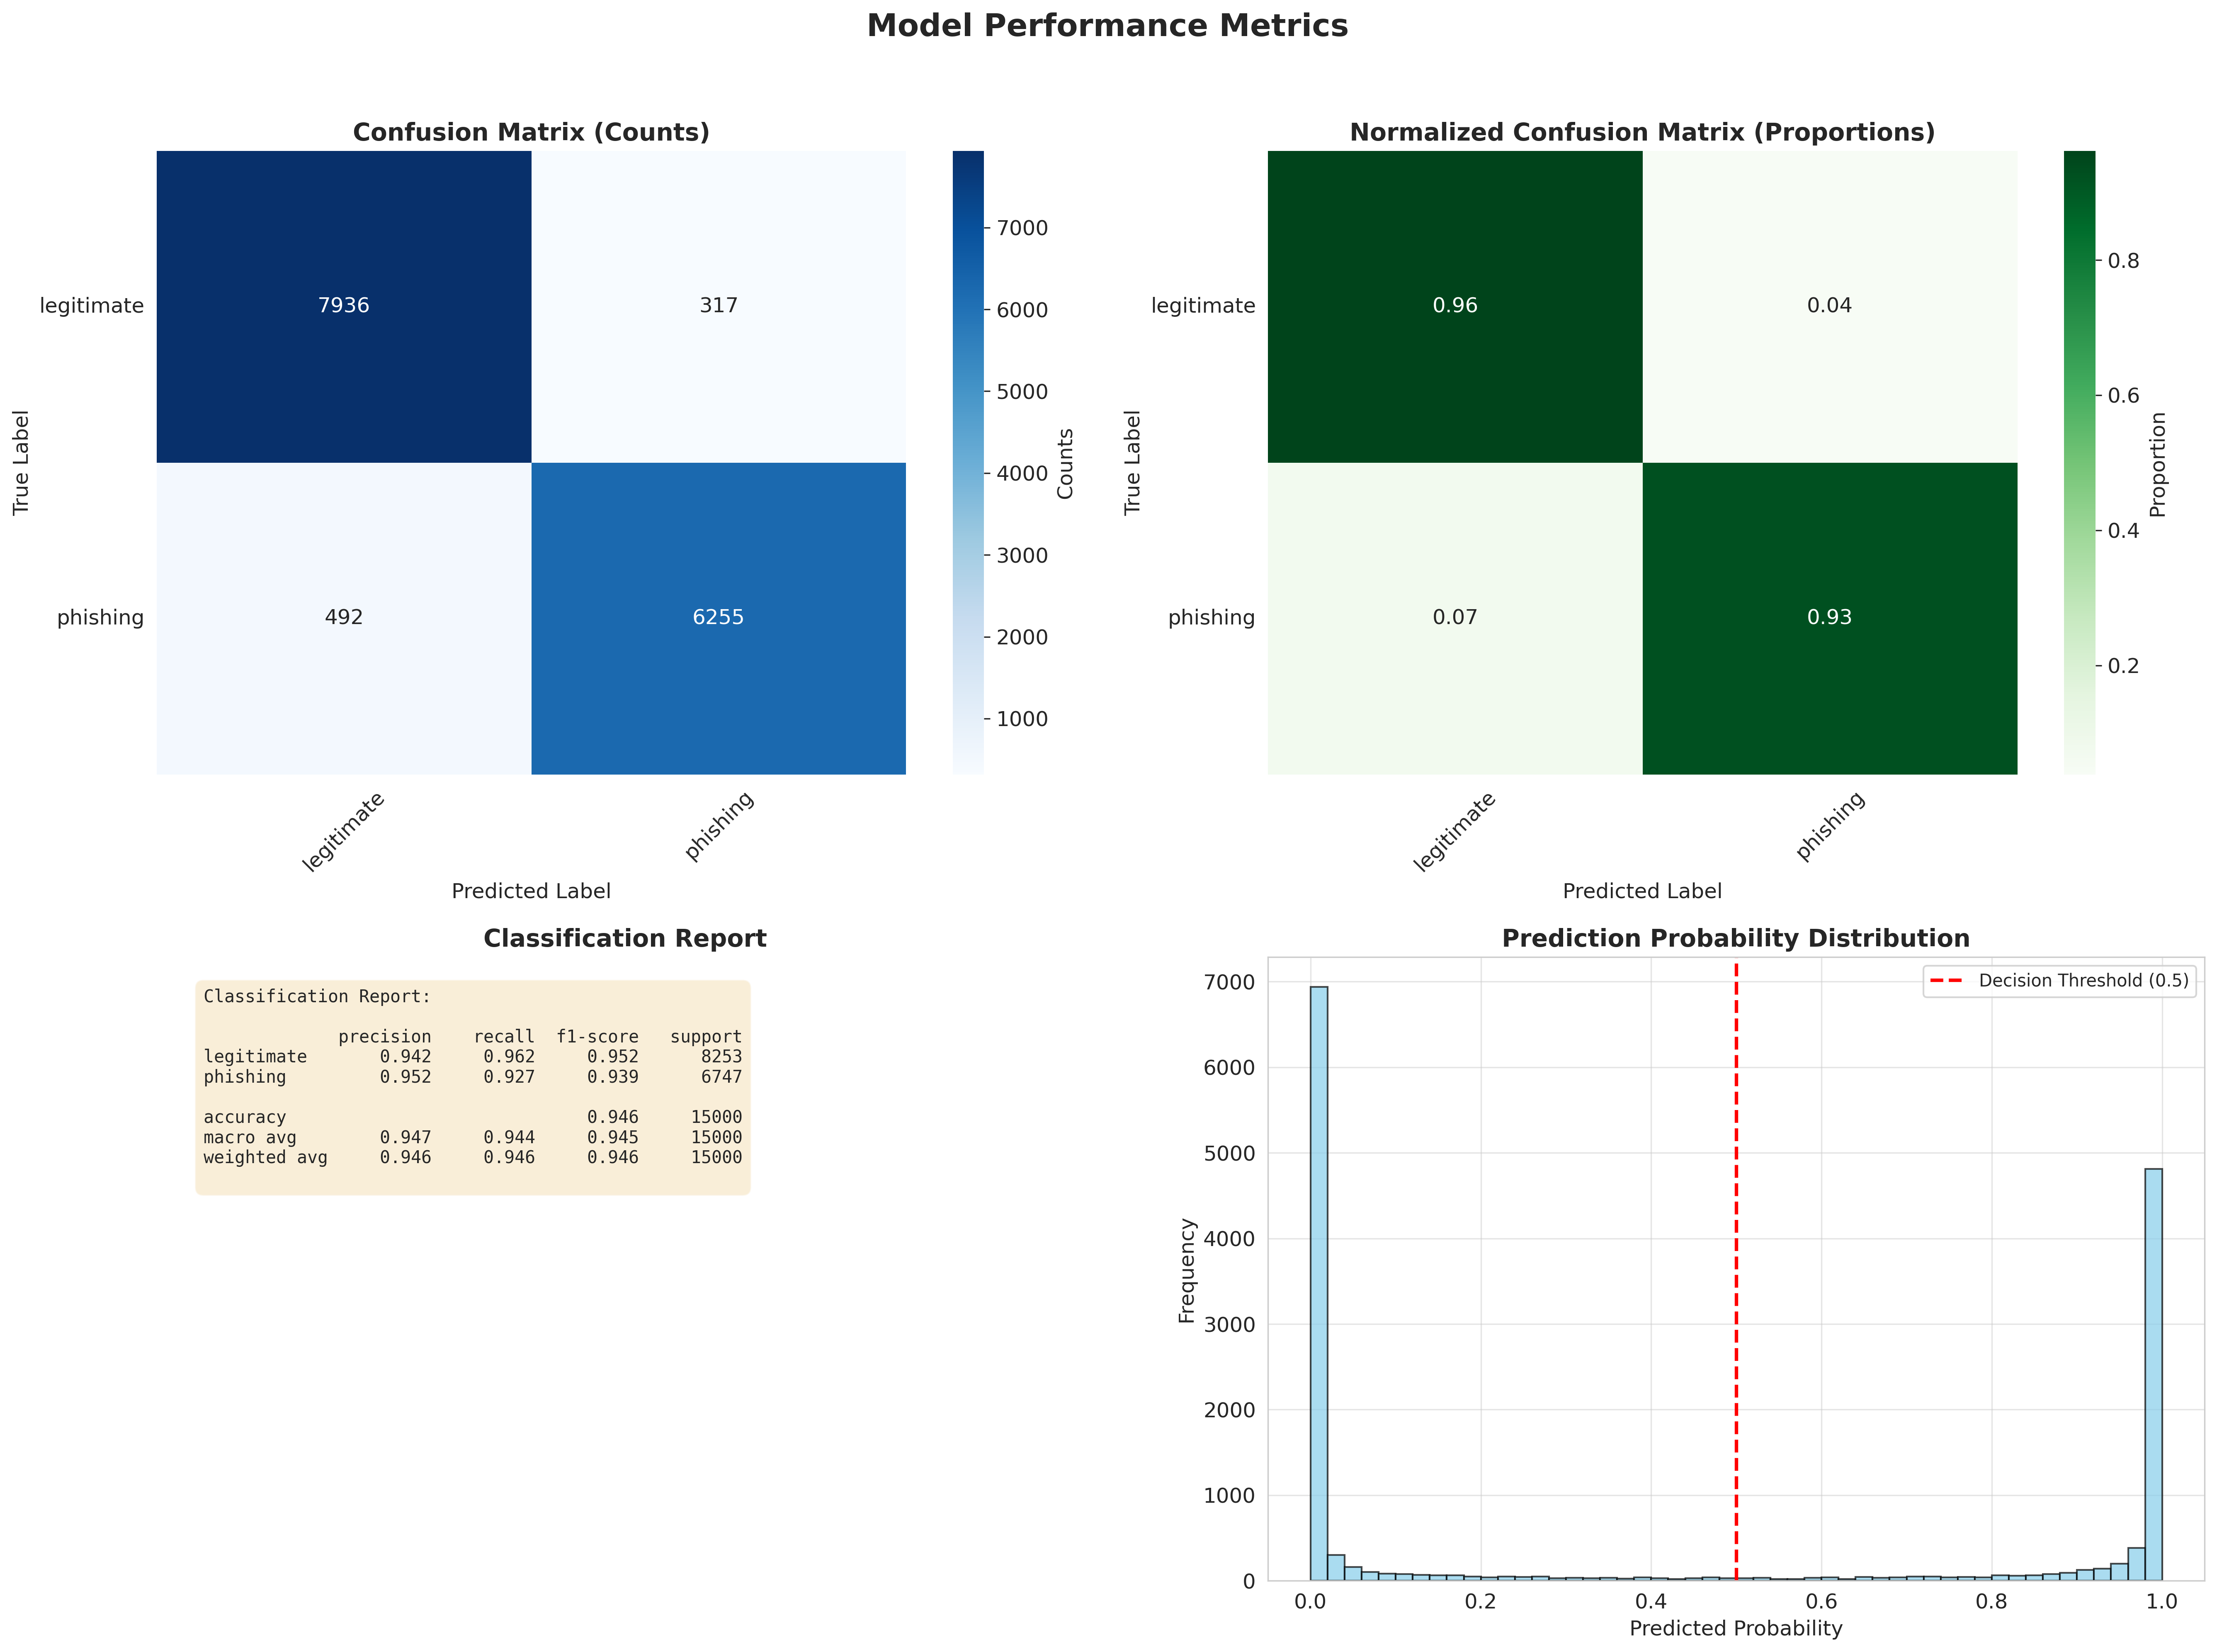 Model Performance Metrics
Confusion Matrix (Counts)
7000
6000
5000
4000
3000
2000
1000
Counts
True Label
legitimate
7936
317
phishing
492
6255
legitimate
phishing
Predicted Label
Normalized Confusion Matrix (Proportions)
0.8
0.6
0.4
0.2
Proportion
True Label
legitimate
0.96
0.04
phishing
0.07
0.93
legitimate
phishing
Predicted Label
Classification Report
Classification Report:
precision recall f1-score support
legitimate 0.942 0.962 0.952 8253
phishing 0.952 0.927 0.939 6747
accuracy 0.946 15000
macro avg 0.947 0.944 0.945 15000
weighted avg 0.946 0.946 0.946 15000
Prediction Probability Distribution
Decision Threshold (0.5)
Frequency
7000
6000
5000
4000
3000
2000
1000
0
0.0 0.2 0.4 0.6 0.8 1.0
Predicted Probability